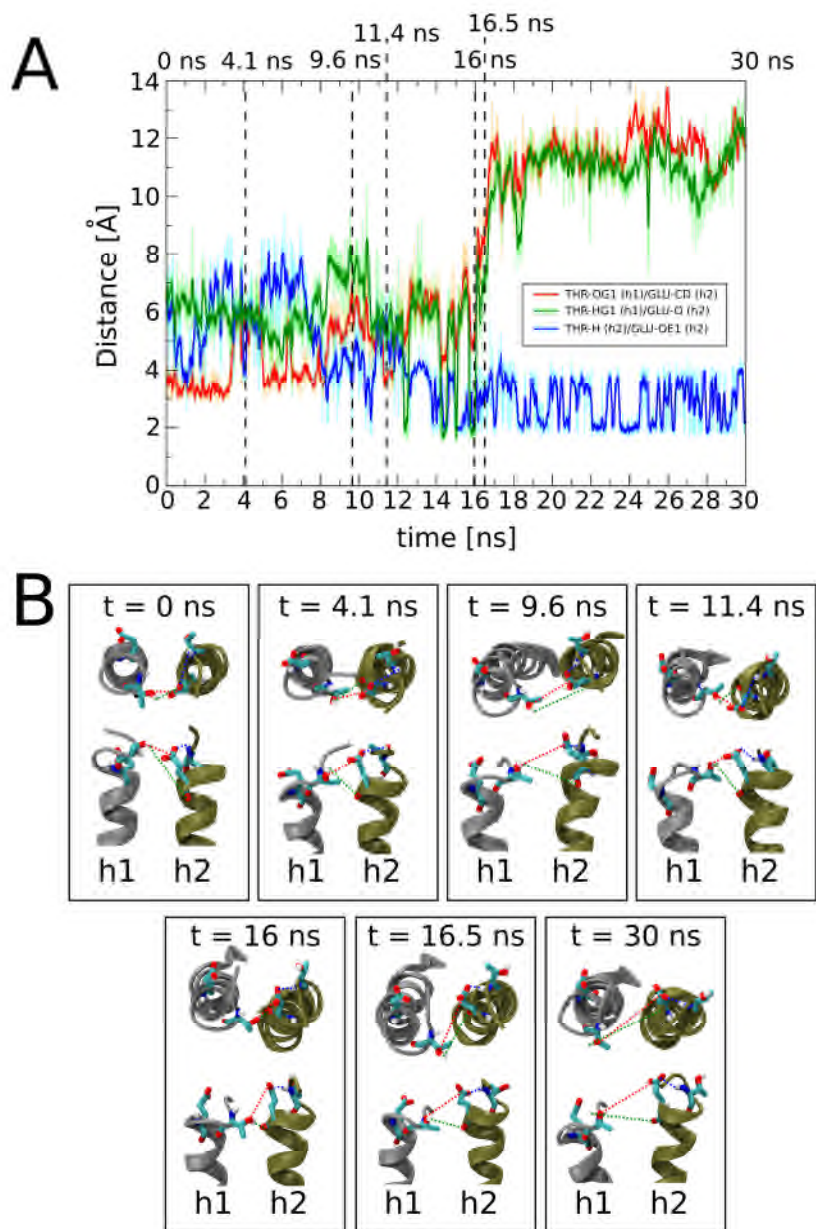 A
0 ns 4.1 ns 9.6 ns 11.4 ns 16 ns 16.5 ns 30 ns
14
12
10
8
6
4
2
0
Distance [Å]
THR-OG1 (h1)/GLU-CD (h2)
THR-HG1 (h1)/GLU-O (h2)
THR-H (h2)/GLU-OE1 (h2)
0 2 4 6 8 10 12 14 16 18 20 22 24 26 28 30
time [ns]
B
t = 0 ns
h1 h2
t = 4.1 ns
h1 h2
t = 9.6 ns
h1 h2
t = 11.4 ns
h1 h2
t = 16 ns
h1 h2
t = 16.5 ns
h1 h2
t = 30 ns
h1 h2